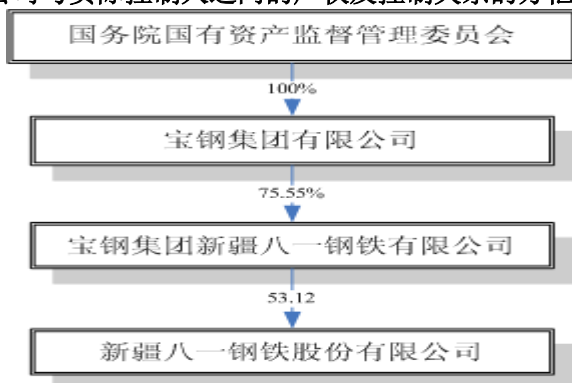 国务院国有资产监督管理委员会
100%
宝钢集团有限公司
75.55%
宝钢集团新疆八一钢铁有限公司
53.12
新疆八一钢铁股份有限公司